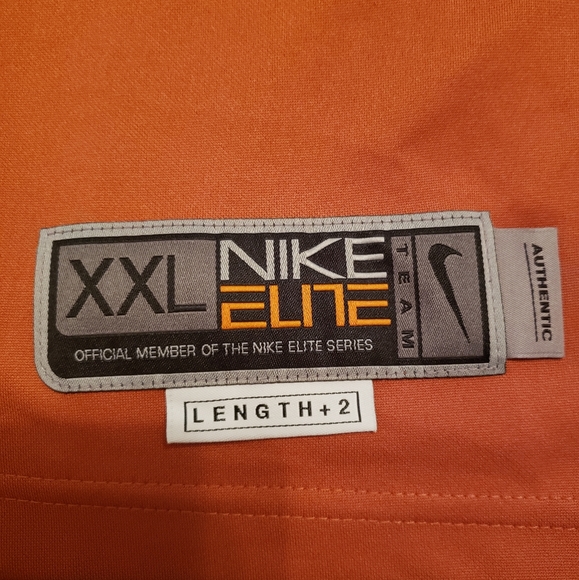 XXL
NIKE
ELITE
TEAM
OFFICIAL MEMBER OF THE NIKE ELITE SERIES
AUTHENTIC
LENGTH+2